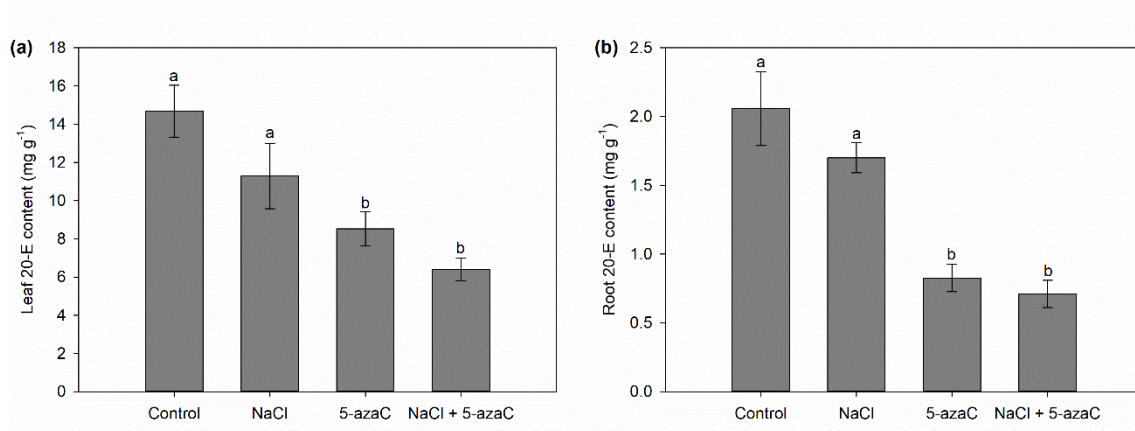 (a)
Leaf 20-E content (mg g⁻¹)
18
16
14
12
10
8
6
4
2
0
a
a
b
b
Control NaCl 5-azaC NaCl + 5-azaC
(b)
Root 20-E content (mg g⁻¹)
2.5
2.0
1.5
1.0
0.5
0.0
a
a
b
b
Control NaCl 5-azaC NaCl + 5-azaC